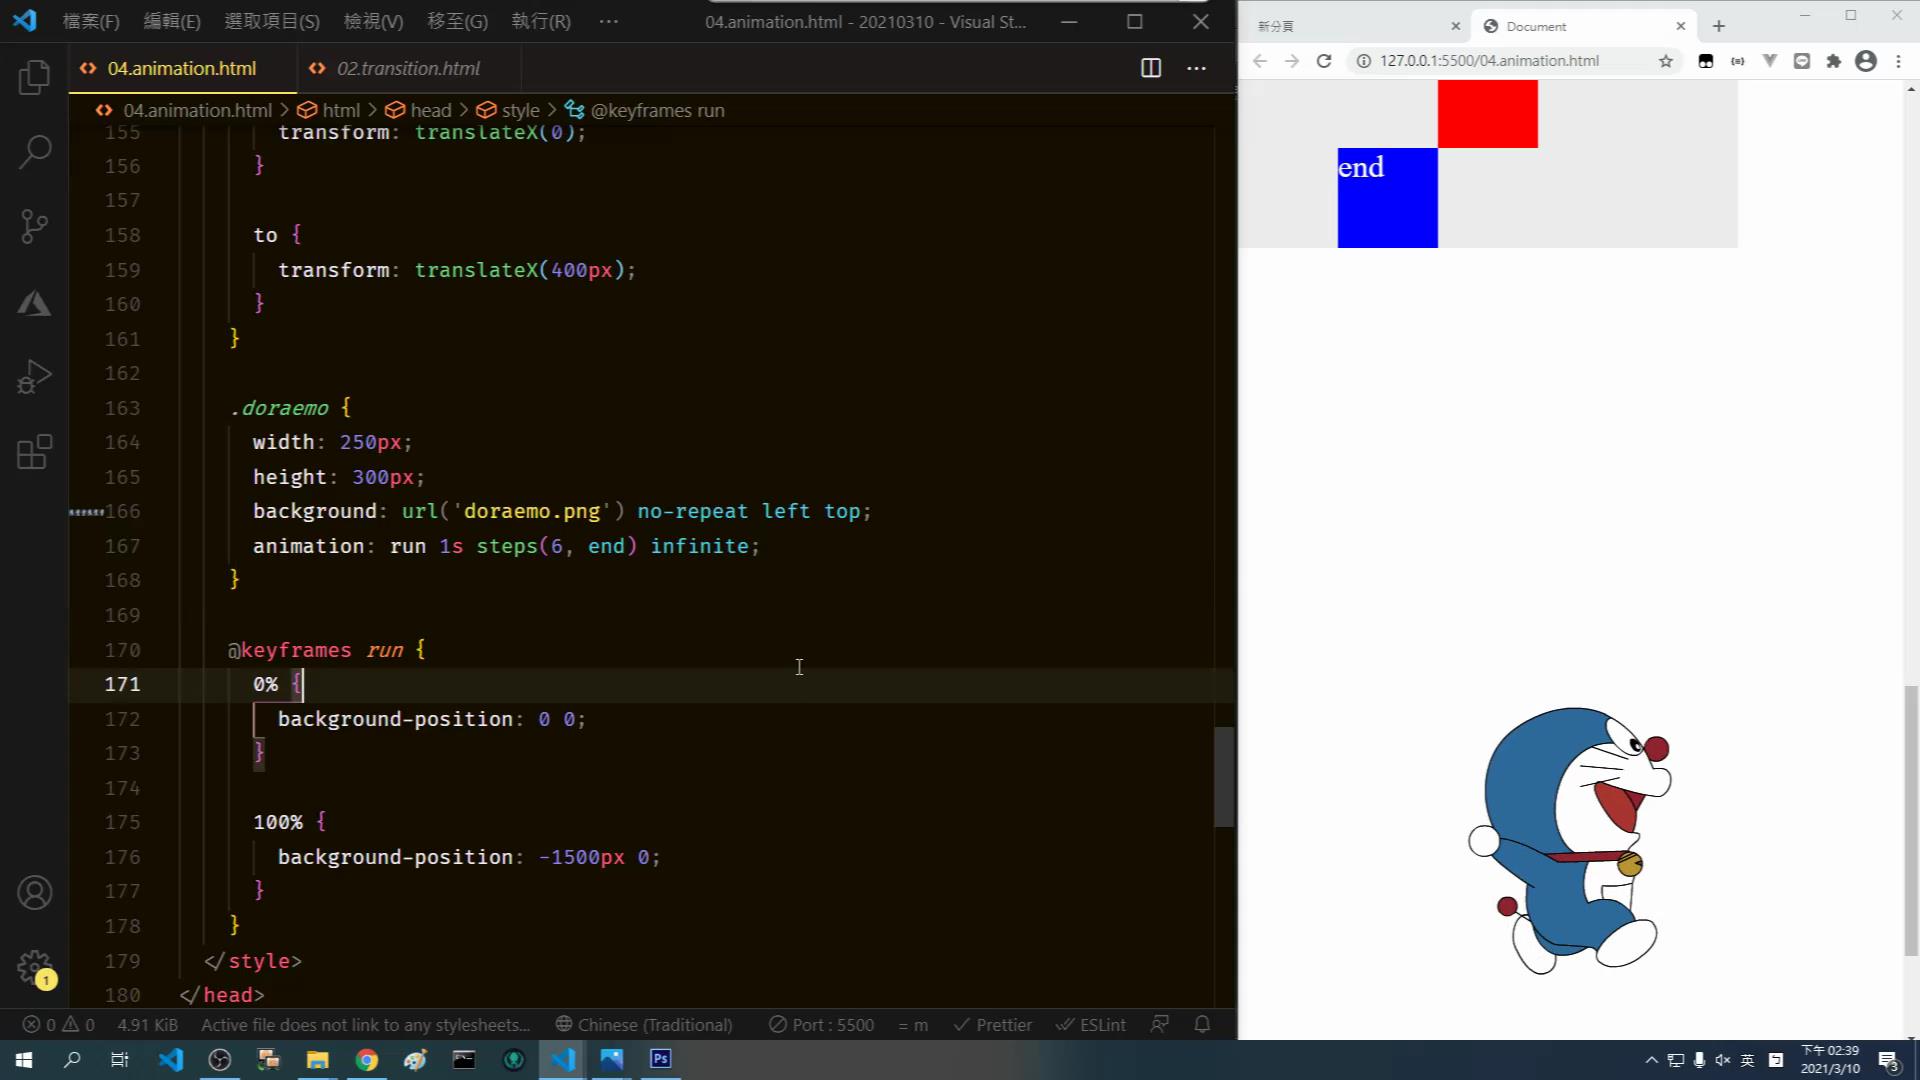 檔案(F) 編輯(E) 選取項目(S) 檢視(V) 移至(G) 執行(R) ··· 04.animation.html - 20210310 - Visual St...
04.animation.html 02.transition.html
04.animation.html > html > head > style > @keyframes run
155 transform: translateX(0);
156 }
157
158 to {
159 transform: translateX(400px);
160 }
161 }
162
163 .doraemo {
164 width: 250px;
165 height: 300px;
166 background: url('doraemo.png') no-repeat left top;
167 animation: run 1s steps(6, end) infinite;
168 }
169
170 @keyframes run {
171 0% {
172 background-position: 0 0;
173 }
174
175 100% {
176 background-position: -1500px 0;
177 }
178 }
179 </style>
180 </head>
0 0 4.91 KiB Active file does not link to any stylesheets... Chinese (Traditional) Port : 5500 = m Prettier ESLint
1
新分頁 Document
127.0.0.1:5500/04.animation.html
end
Ps
英
下午 02:39
2021/3/10
3